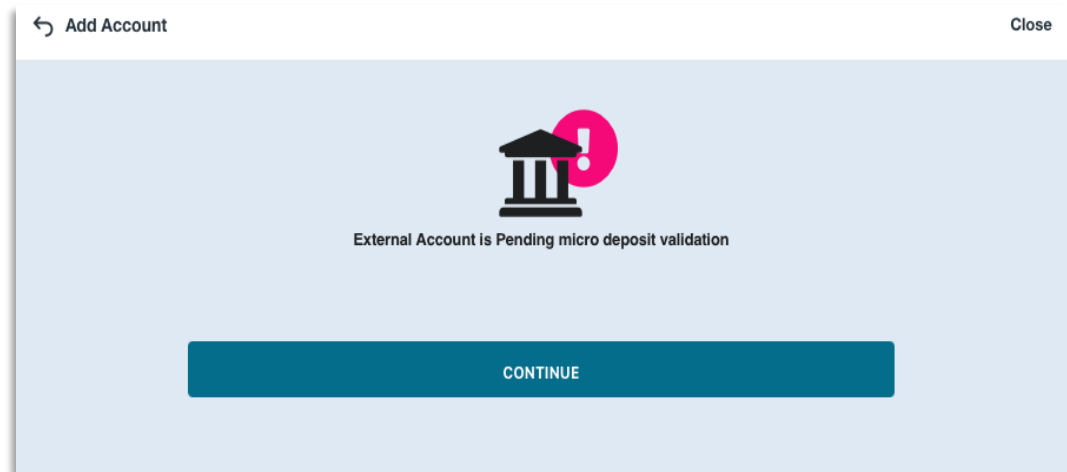 Add Account
Close
External Account is Pending micro deposit validation
CONTINUE